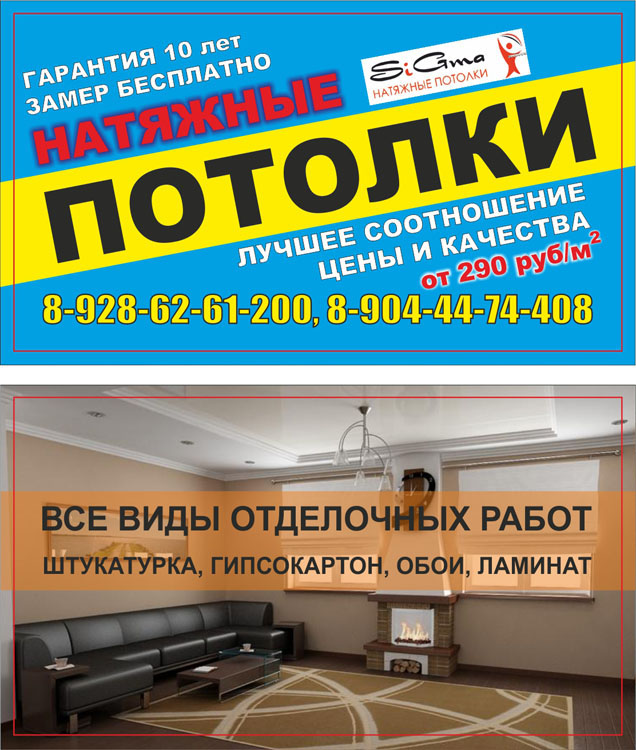 ГАРАНТИЯ 10 лет
ЗАМЕР БЕСПЛАТНО
SiGma
НАТЯЖНЫЕ ПОТОЛКИ
НАТЯЖНЫЕ
ПОТОЛКИ
ЛУЧШЕЕ СООТНОШЕНИЕ
ЦЕНЫ И КАЧЕСТВА
от 290 руб/м²
8-928-62-61-200, 8-904-44-74-408
ВСЕ ВИДЫ ОТДЕЛОЧНЫХ РАБОТ
ШТУКАТУРКА, ГИПСОКАРТОН, ОБОИ, ЛАМИНАТ